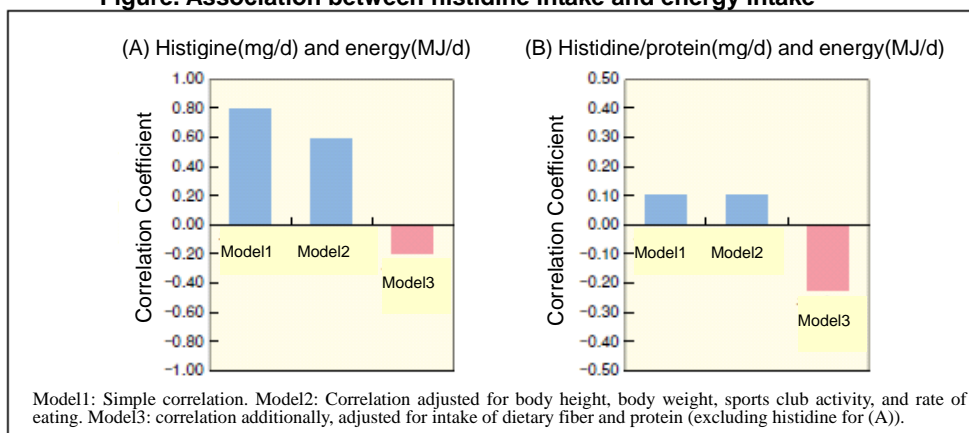 Figure. Association between histidine intake and energy intake
(A) Histigine(mg/d) and energy(MJ/d)
(B) Histidine/protein(mg/d) and energy(MJ/d)
Correlation Coefficient
1.00
0.80
0.60
0.40
0.20
0.00
−0.20
−0.40
−0.60
−0.80
−1.00
Model1
Model2
Model3
Correlation Coefficient
0.50
0.40
0.30
0.20
0.10
0.00
−0.10
−0.20
−0.30
−0.40
−0.50
Model1
Model2
Model3
Model1: Simple correlation. Model2: Correlation adjusted for body height, body weight, sports club activity, and rate of
eating. Model3: correlation additionally, adjusted for intake of dietary fiber and protein (excluding histidine for (A)).